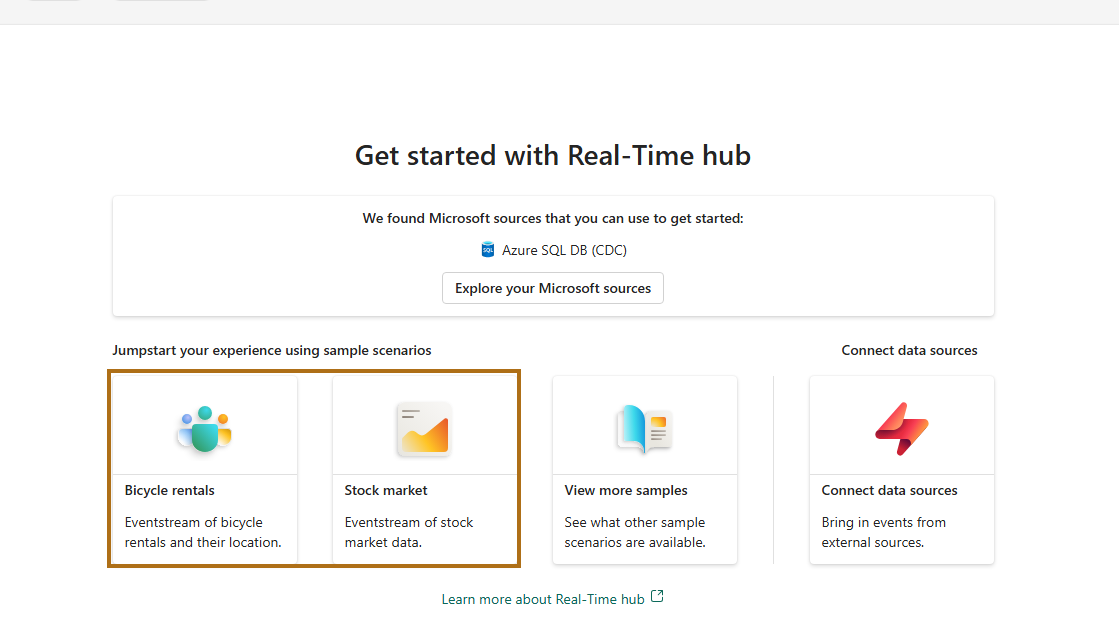 Get started with Real-Time hub
We found Microsoft sources that you can use to get started:
SQL
Azure SQL DB (CDC)
Explore your Microsoft sources
Jumpstart your experience using sample scenarios
Connect data sources
Bicycle rentals
Eventstream of bicycle
rentals and their location.
Stock market
Eventstream of stock
market data.
View more samples
See what other sample
scenarios are available.
Connect data sources
Bring in events from
external sources.
Learn more about Real-Time hub